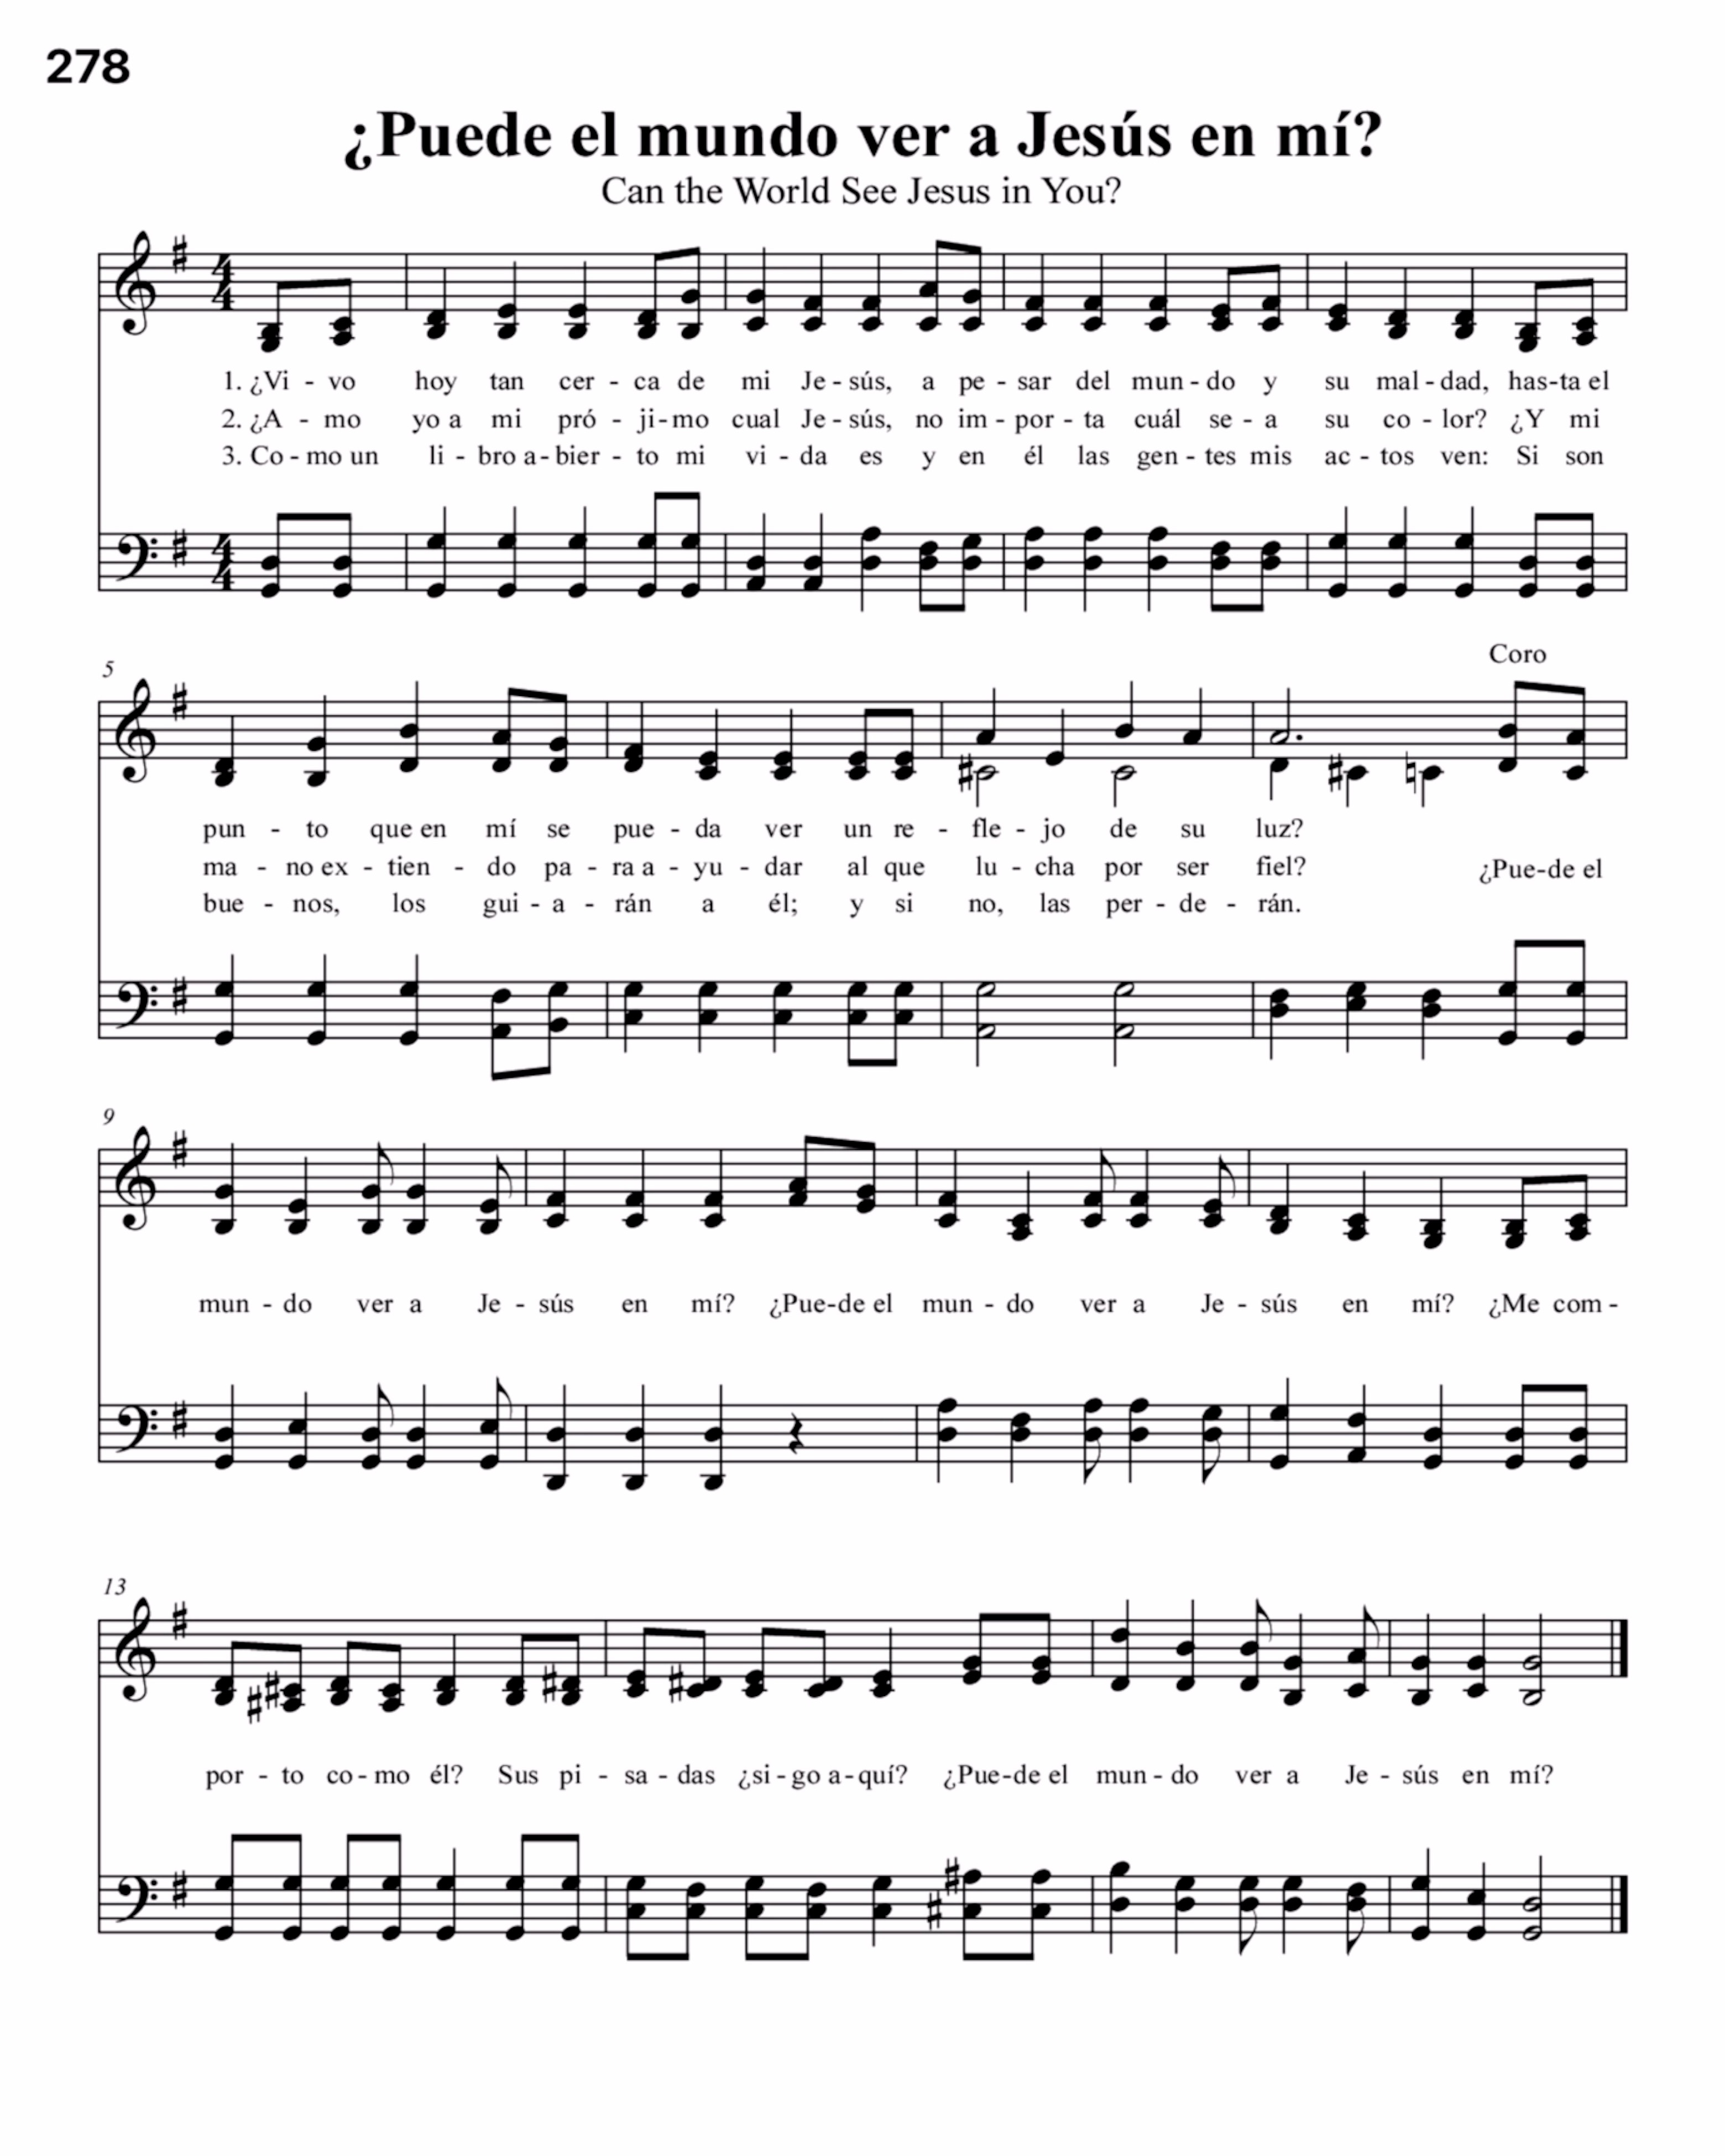 278
¿Puede el mundo ver a Jesús en mí?
Can the World See Jesus in You?
1. ¿Vi - vo hoy tan cer - ca de mi Je - sús, a pe - sar del mun - do y su mal - dad, has - ta el
2. ¿A - mo yo a mi pró - ji - mo cual Je - sús, no im - por - ta cuál se - a su co - lor? ¿Y mi
3. Co - mo un li - bro a - bier - to mi vi - da es y en él las gen - tes mis ac - tos ven: Si son
5
Coro
pun - to que en mí se pue - da ver un re - fle - jo de su luz?
ma - no ex - tien - do pa - ra a - yu - dar al que lu - cha por ser fiel? ¿Pue - de el
bue - nos, los gui - a - rán a él; y si no, las per - de - rán.
9
mun - do ver a Je - sús en mí? ¿Pue - de el mun - do ver a Je - sús en mí? ¿Me com -
13
por - to co - mo él? Sus pi - sa - das ¿si - go a - quí? ¿Pue - de el mun - do ver a Je - sús en mí?